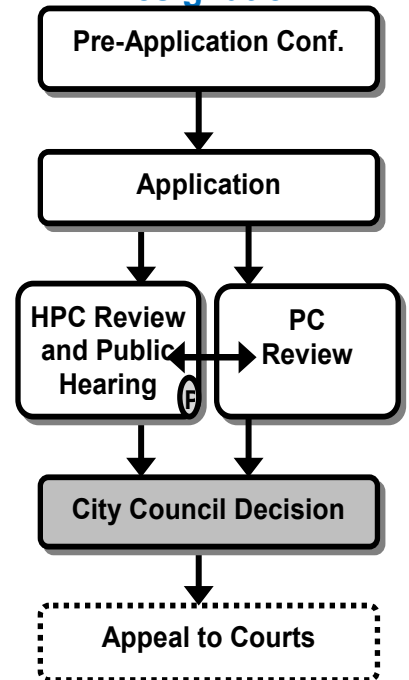 Pre-Application Conf.
Application
HPC Review
and Public
Hearing
PC
Review
City Council Decision
Appeal to Courts